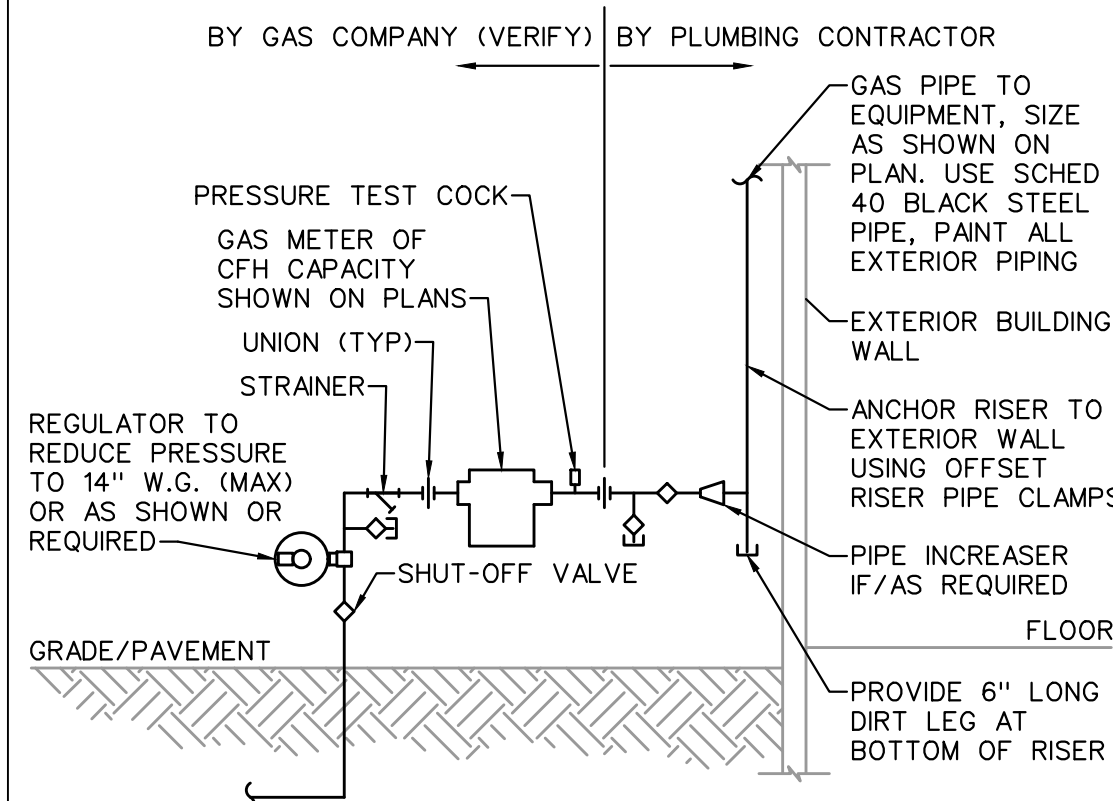 BY GAS COMPANY (VERIFY)
BY PLUMBING CONTRACTOR
GAS PIPE TO
EQUIPMENT, SIZE
AS SHOWN ON
PLAN. USE SCHED
40 BLACK STEEL
PIPE, PAINT ALL
EXTERIOR PIPING
PRESSURE TEST COCK
GAS METER OF
CFH CAPACITY
SHOWN ON PLANS
UNION (TYP)
STRAINER
REGULATOR TO
REDUCE PRESSURE
TO 14" W.G. (MAX)
OR AS SHOWN OR
REQUIRED
SHUT-OFF VALVE
EXTERIOR BUILDING
WALL
ANCHOR RISER TO
EXTERIOR WALL
USING OFFSET
RISER PIPE CLAMPS
PIPE INCREASER
IF/AS REQUIRED
FLOOR
GRADE/PAVEMENT
PROVIDE 6" LONG
DIRT LEG AT
BOTTOM OF RISER